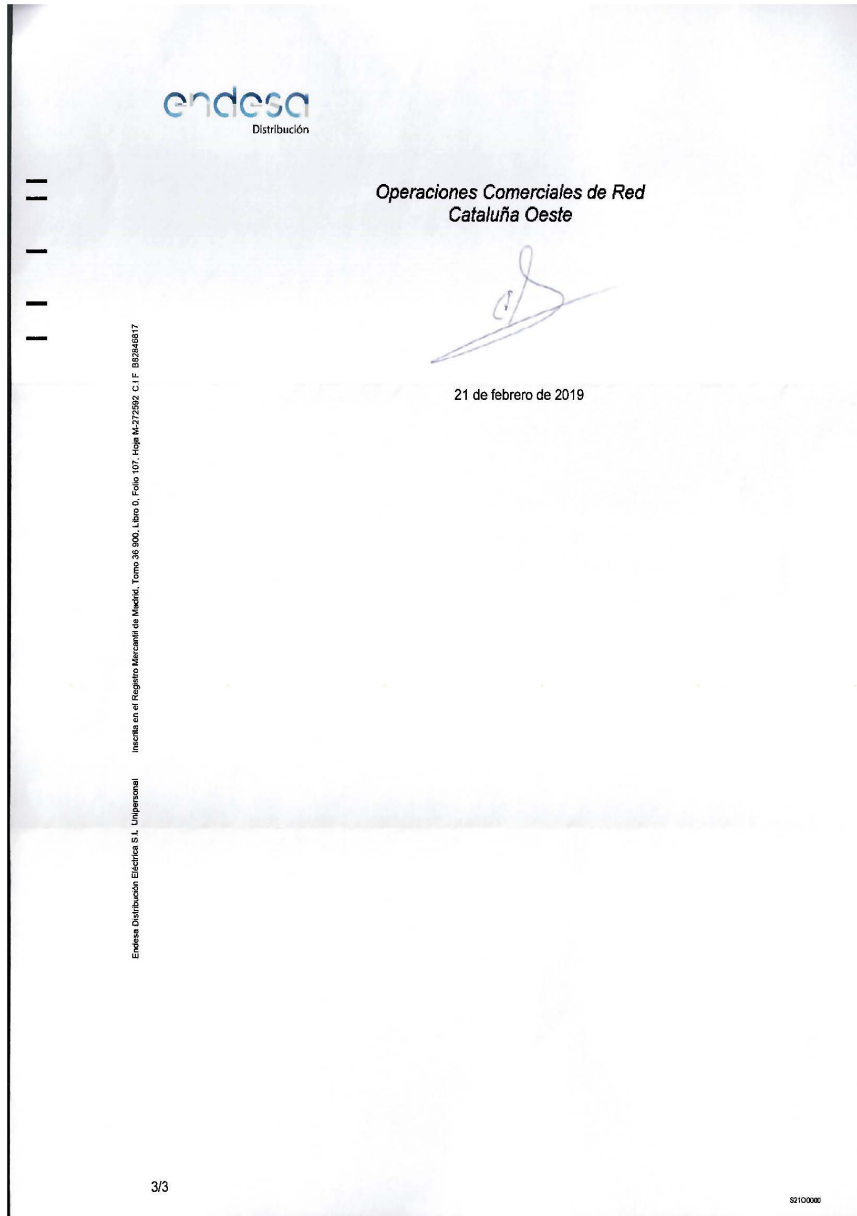 endesa
Distribución
Operaciones Comerciales de Red
Cataluña Oeste
21 de febrero de 2019
Endesa Distribución Eléctrica S.L. Unipersonal Inscrita en el Registro Mercantil de Madrid, Tomo 36 900, Libro 0, Folio 107, Hoja M-272592 C.I F B82846817
3/3
S21O0000